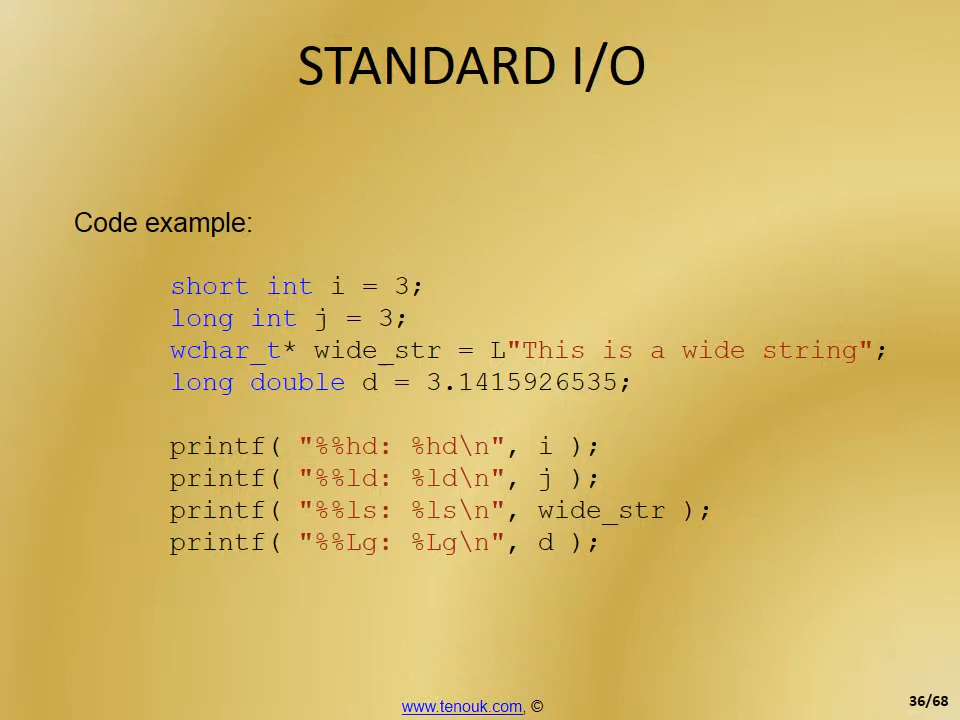 STANDARD I/O
Code example:
short int i = 3;
long int j = 3;
wchar_t* wide_str = L"This is a wide string";
long double d = 3.1415926535;
printf( "%%hd: %hd\n", i );
printf( "%%ld: %ld\n", j );
printf( "%%ls: %ls\n", wide_str );
printf( "%%Lg: %Lg\n", d );
www.tenouk.com, ©
36/68